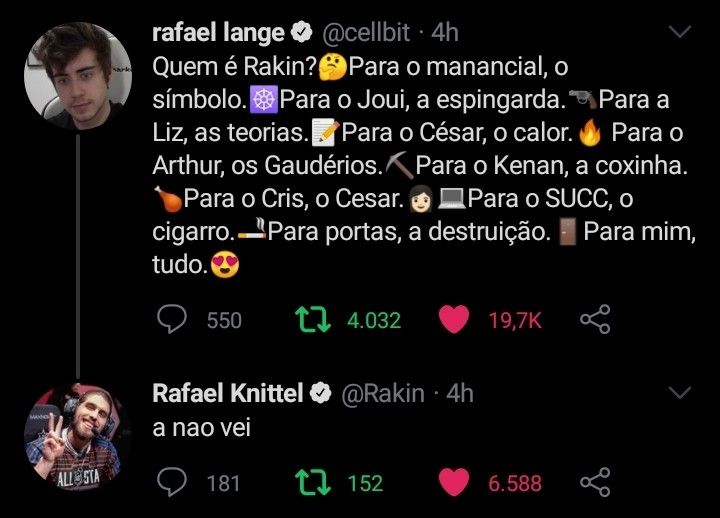 rafael lange @cellbit · 4h
Quem é Rakin?🤔Para o manancial, o
símbolo.☸️Para o Joui, a espingarda.🔫Para a
Liz, as teorias.📝Para o César, o calor.🔥 Para o
Arthur, os Gaudérios.⛏️Para o Kenan, a coxinha.
🍗Para o Cris, o Cesar.👩🏻‍💻Para o SUCC, o
cigarro.🚬Para portas, a destruição.🚪Para mim,
tudo.😍
550 4.032 19,7K
Rafael Knittel @Rakin · 4h
a nao vei
ALL STA
181 152 6.588